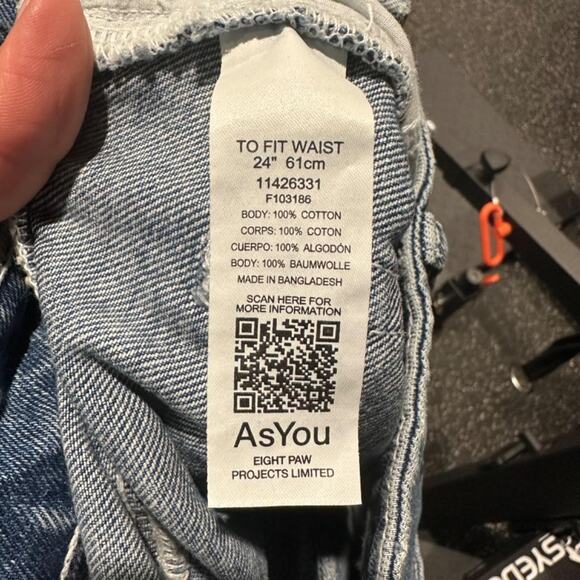 TO FIT WAIST
24" 61cm
11426331
F103186
BODY: 100% COTTON
CORPS: 100% COTON
CUERPO: 100% ALGODÓN
BODY: 100% BAUMWOLLE
MADE IN BANGLADESH
SCAN HERE FOR
MORE INFORMATION
AsYou
EIGHT PAW
PROJECTS LIMITED